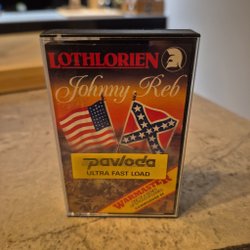 LOTHLORIEN
Johnny Reb
pavloda
ULTRA FAST LOAD
WARMASTER